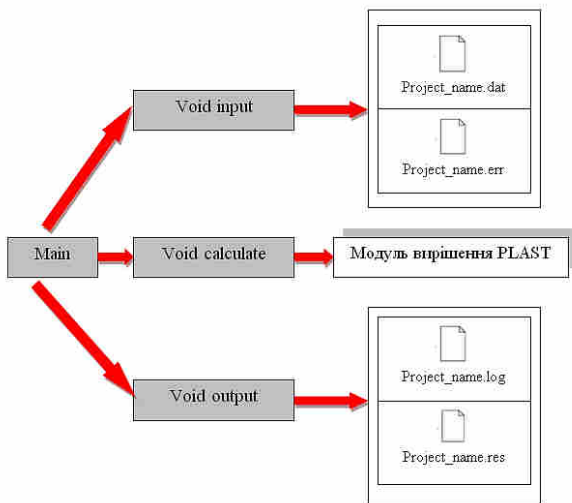 Void input
Project_name.dat
Project_name.err
Main
Void calculate
Модуль вирішення PLAST
Void output
Project_name.log
Project_name.res